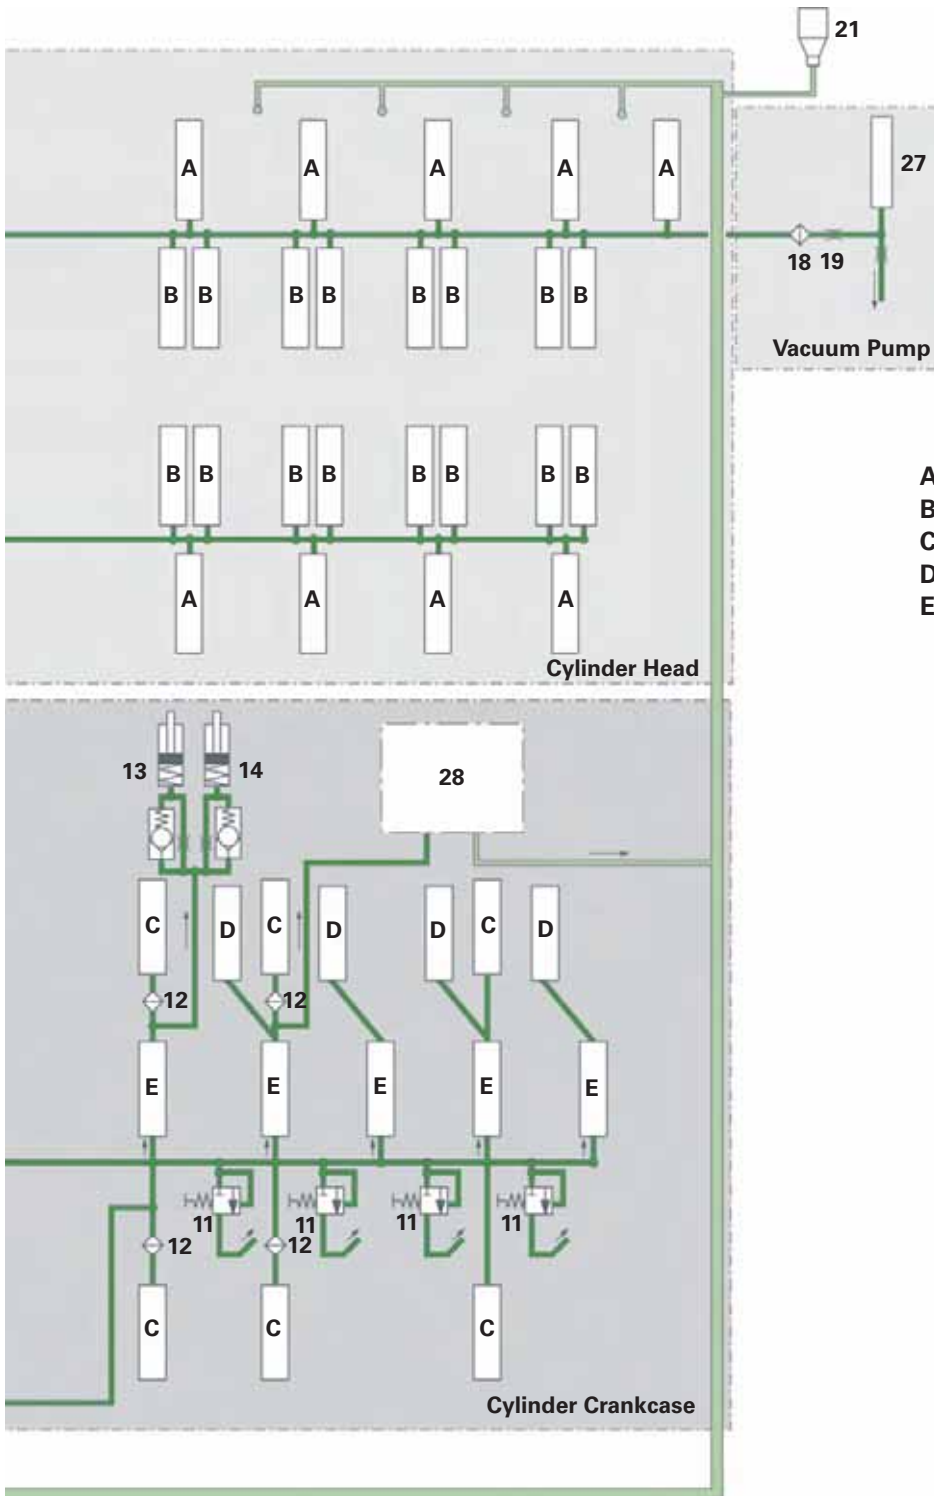 21
A A A A A
27
B B B B B B B B
18 19
Vacuum Pump
B B B B B B B B
A
B
C
D
E
A A A A
Cylinder Head
13 14 28
C D C D D C D
12 12
E E E E E
11 11 11 11
12 12
C C C
Cylinder Crankcase